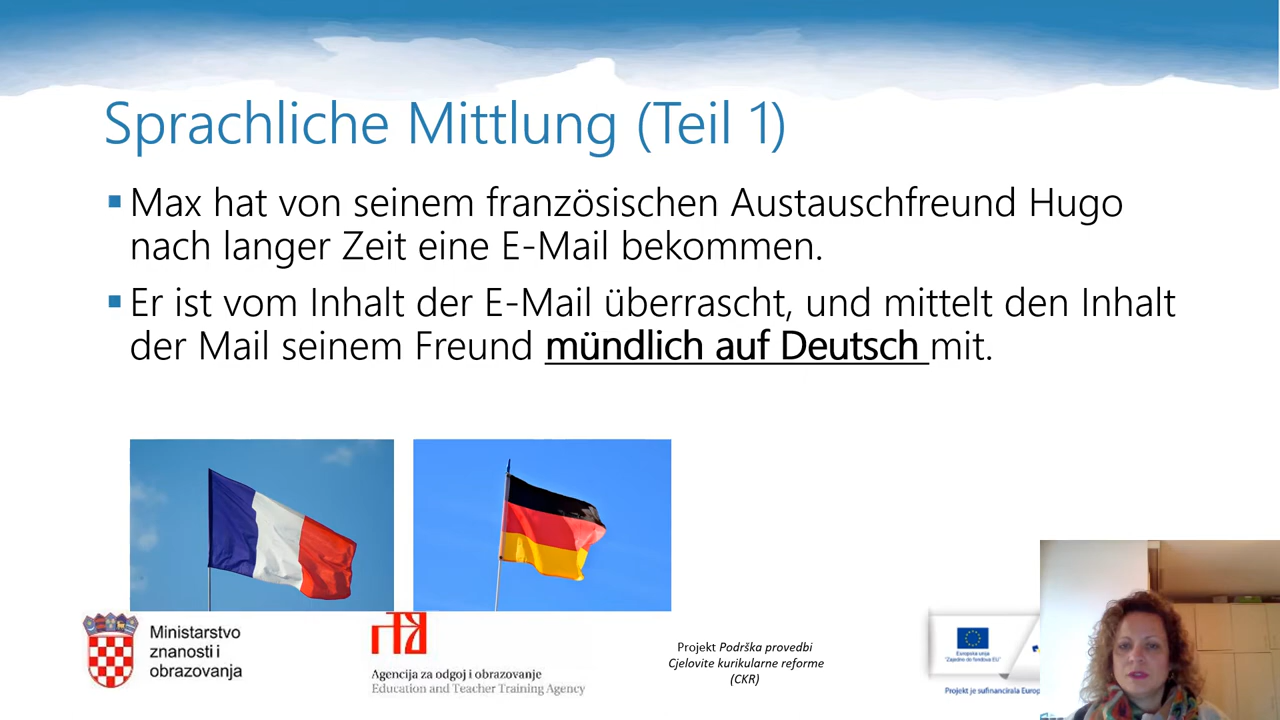 Sprachliche Mittlung (Teil 1)
Max hat von seinem französischen Austauschfreund Hugo
nach langer Zeit eine E-Mail bekommen.
Er ist vom Inhalt der E-Mail überrascht, und mittelt den Inhalt
der Mail seinem Freund mündlich auf Deutsch mit.
Ministarstvo
znanosti i
obrazovanja
Agencija za odgoj i obrazovanje
Education and Teacher Training Agency
Projekt Podrška provedbi
Cjelovite kurikularne reforme
(CKR)
Europska unija
"Zajedno do fondova EU"
Projekt je sufinancirala Europ